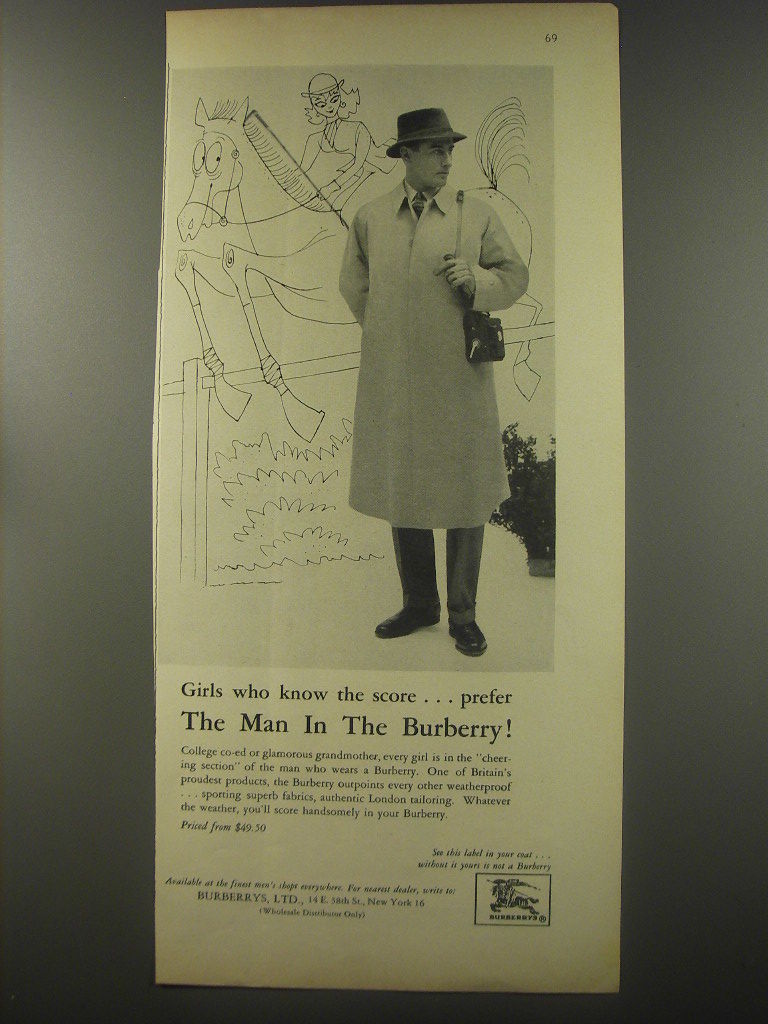 69
Girls who know the score . . . prefer
The Man In The Burberry!
College co-ed or glamorous grandmother, every girl is in the "cheer-
ing section" of the man who wears a Burberry. One of Britain's
proudest products, the Burberry outpoints every other weatherproof
. . . sporting superb fabrics, authentic London tailoring. Whatever
the weather, you'll score handsomely in your Burberry.
Priced from $49.50
See this label in your coat . . .
without it yours is not a Burberry
Available at the finest men's shops everywhere. For nearest dealer, write to:
BURBERRYS, LTD., 14 E. 38th St., New York 16
(Wholesale Distributor Only)
BURBERRYS ®